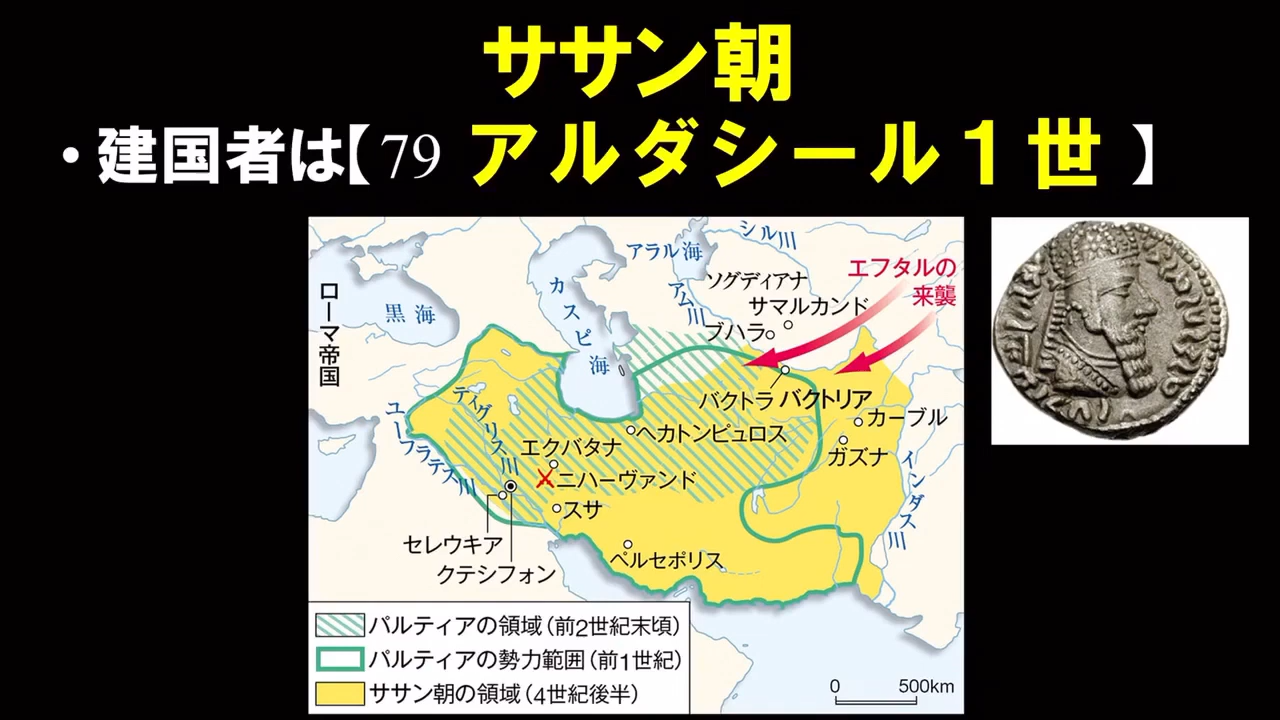 ササン朝
・建国者は【79 アルダシール1世 】
シル川
アラル海
エフタルの
来襲
ソグディアナ
アム川
カスピ海
サマルカンド
ローマ帝国
黒海
ブハラ
バクトラ
バクトリア
ティグリス川
カーブル
ユーフラテス川
ヘカトンピュロス
エクバタナ
ガズナ
インダス川
ニハーヴァンド
スサ
セレウキア
ペルセポリス
クテシフォン
パルティアの領域(前2世紀末頃)
パルティアの勢力範囲(前1世紀)
ササン朝の領域(4世紀後半)
0 500km